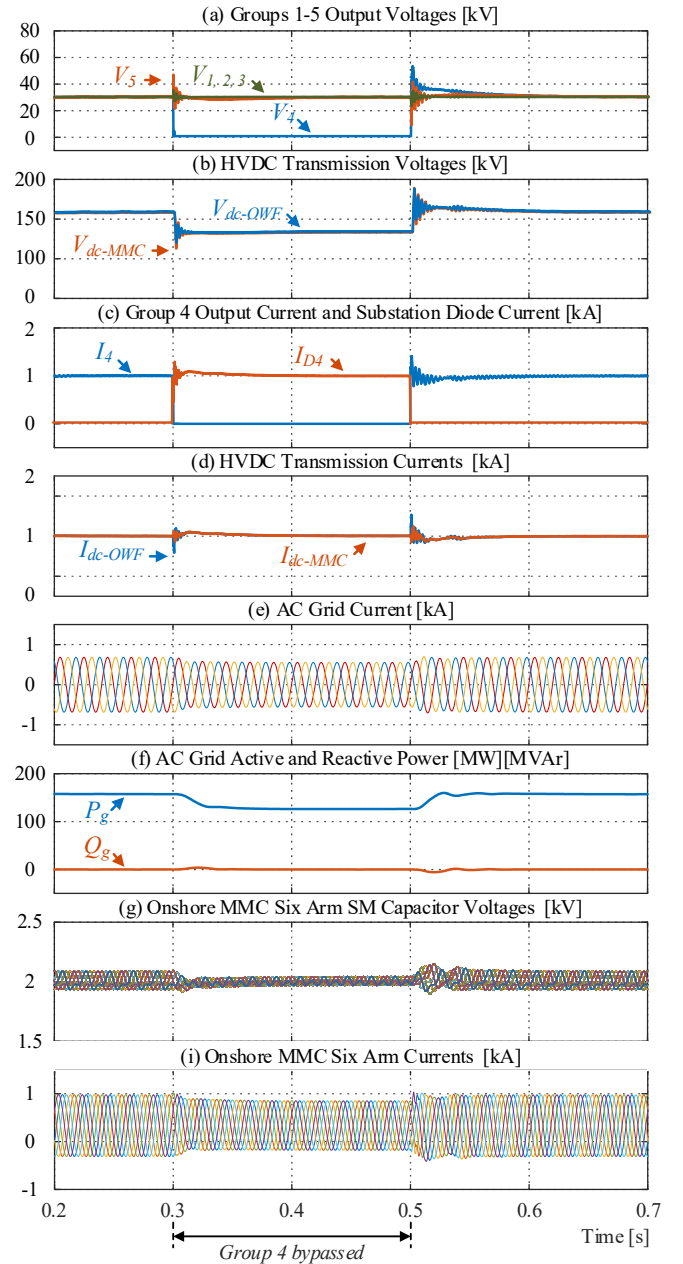 (a) Groups 1-5 Output Voltages [kV]
80
60
40
20
0
V5
V1, 2, 3
V4
(b) HVDC Transmission Voltages [kV]
200
150
100
0
Vdc-OWF
Vdc-MMC
(c) Group 4 Output Current and Substation Diode Current [kA]
2
1
0
I4
ID4
(d) HVDC Transmission Currents [kA]
2
1
0
Idc-OWF
Idc-MMC
(e) AC Grid Current [kA]
1
0
-1
(f) AC Grid Active and Reactive Power [MW][MVAr]
200
100
0
Pg
Qg
(g) Onshore MMC Six Arm SM Capacitor Voltages [kV]
2.5
2
1.5
(i) Onshore MMC Six Arm Currents [kA]
1
0
-1
0.2 0.3 0.4 0.5 0.6 0.7
Time [s]
Group 4 bypassed